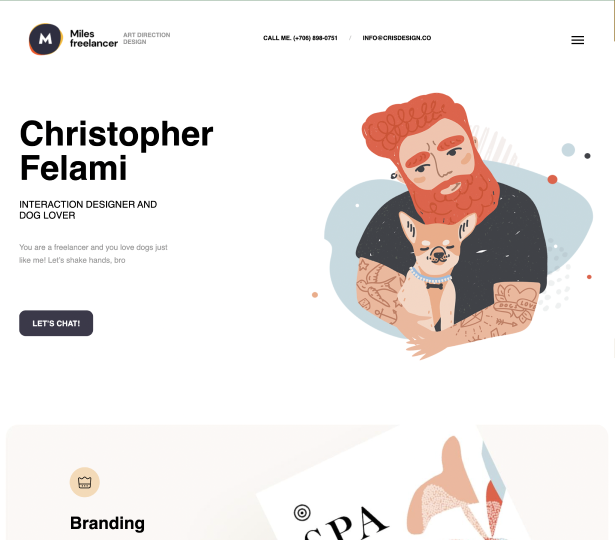 M
Miles
freelancer
ART DIRECTION
DESIGN
CALL ME. (+706) 898-0751 / INFO@CRISDESIGN.CO
Christopher
Felami
INTERACTION DESIGNER AND
DOG LOVER
You are a freelancer and you love dogs just
like me! Let's shake hands, bro
LET'S CHAT!
LOVE
Branding
SPA